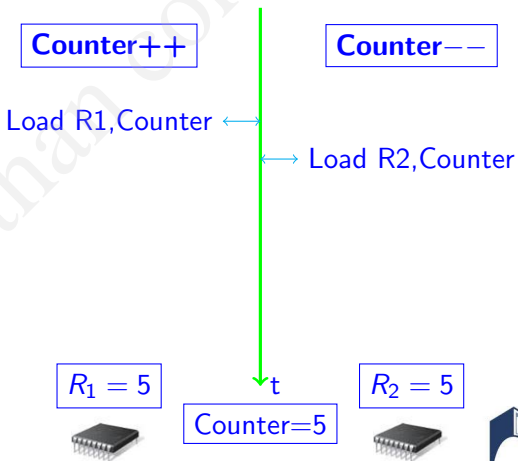 Counter++
Counter−−
Load R1,Counter
Load R2,Counter
t
R₁ = 5
R₂ = 5
Counter=5